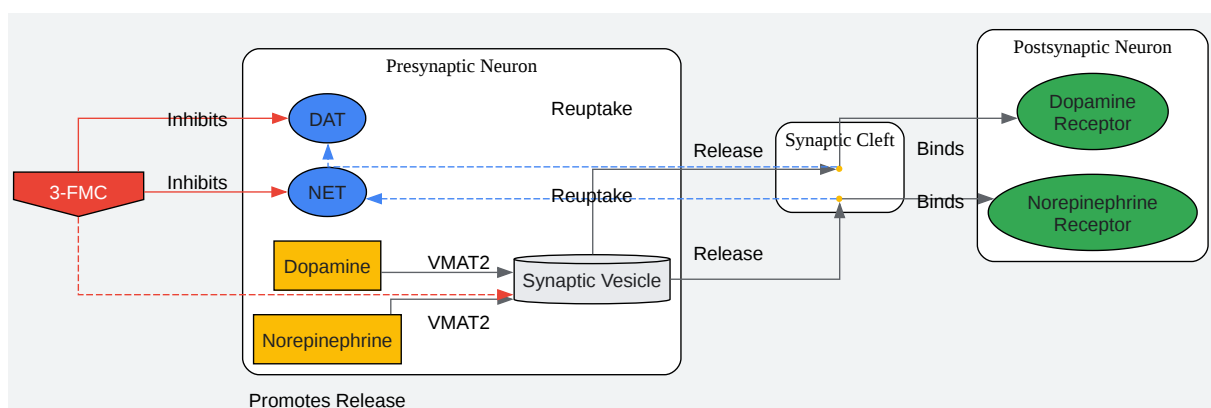 Postsynaptic Neuron
Presynaptic Neuron
Dopamine
Receptor
Reuptake
Inhibits
DAT
Synaptic Cleft
Release
Binds
Inhibits
3-FMC
NET
Reuptake
Binds
Norepinephrine
Receptor
Release
Dopamine
VMAT2
Synaptic Vesicle
VMAT2
Norepinephrine
Promotes Release